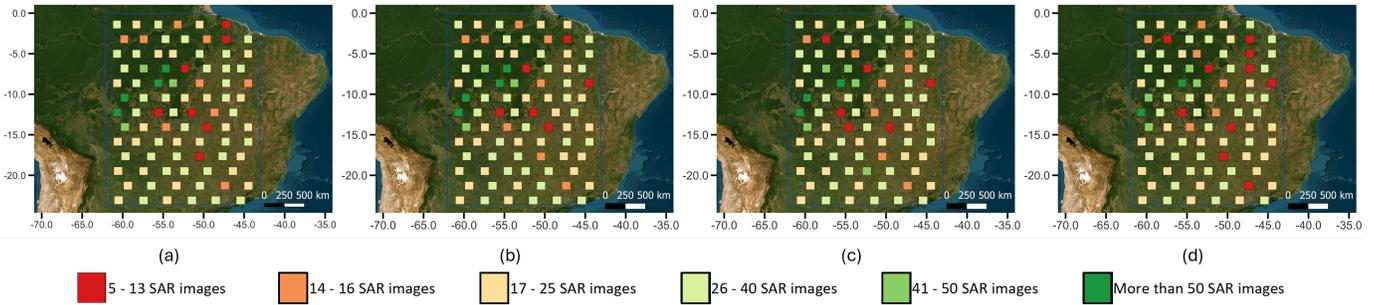 0.0
-5.0
-10.0
-15.0
-20.0
0 250 500 km
-70.0 -65.0 -60.0 -55.0 -50.0 -45.0 -40.0 -35.0
(a)
0.0
-5.0
-10.0
-15.0
-20.0
0 250 500 km
-70.0 -65.0 -60.0 -55.0 -50.0 -45.0 -40.0 -35.0
(b)
0.0
-5.0
-10.0
-15.0
-20.0
0 250 500 km
-70.0 -65.0 -60.0 -55.0 -50.0 -45.0 -40.0 -35.0
(c)
0.0
-5.0
-10.0
-15.0
-20.0
0 250 500 km
-70.0 -65.0 -60.0 -55.0 -50.0 -45.0 -40.0 -35.0
(d)
5 - 13 SAR images
14 - 16 SAR images
17 - 25 SAR images
26 - 40 SAR images
41 - 50 SAR images
More than 50 SAR images